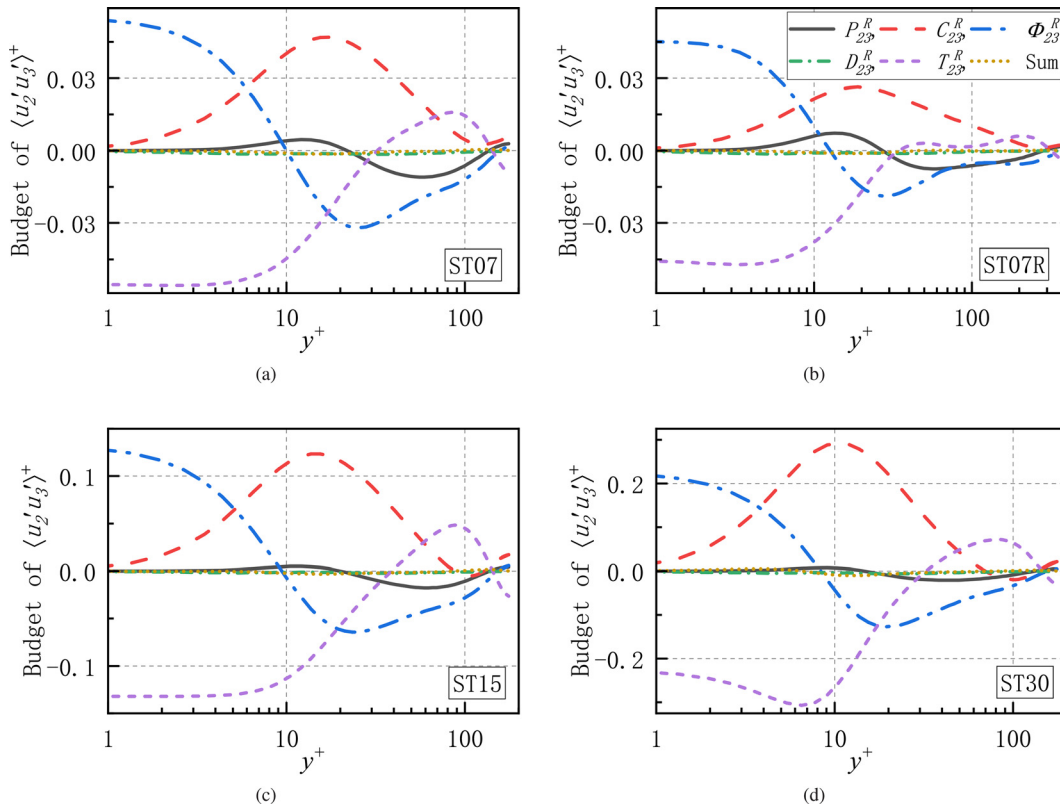 Budget of ⟨u₂′u₃′⟩⁺
0.03
0.00
-0.03
ST07
1 10 100
y⁺
(a)
Budget of ⟨u₂′u₃′⟩⁺
0.03
0.00
-0.03
P₂₃ᴿ, C₂₃ᴿ, Φ₂₃ᴿ
D₂₃ᴿ, T₂₃ᴿ, Sum
ST07R
1 10 100
y⁺
(b)
Budget of ⟨u₂′u₃′⟩⁺
0.1
0.0
-0.1
ST15
1 10 100
y⁺
(c)
Budget of ⟨u₂′u₃′⟩⁺
0.2
0.0
-0.2
ST30
1 10 100
y⁺
(d)